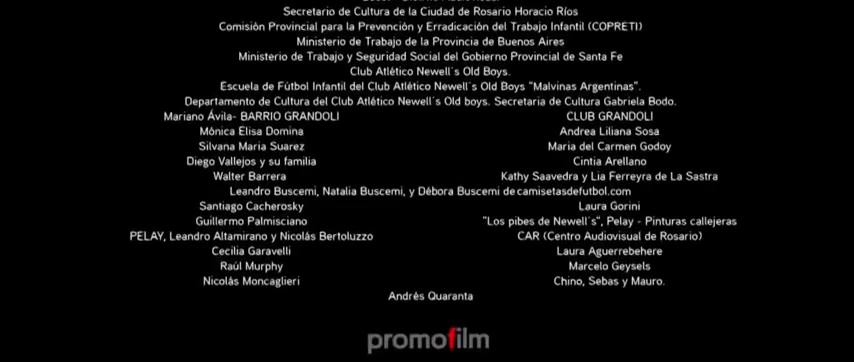 Secretario de Cultura de la Ciudad de Rosario Horacio Ríos
Comisión Provincial para la Prevención y Erradicación del Trabajo Infantil (COPRETI)
Ministerio de Trabajo de la Provincia de Buenos Aires
Ministerio de Trabajo y Seguridad Social del Gobierno Provincial de Santa Fe
Club Atlético Newell´s Old Boys.
Escuela de Fútbol Infantil del Club Atlético Newell´s Old Boys "Malvinas Argentinas".
Departamento de Cultura del Club Atlético Newell´s Old boys. Secretaria de Cultura Gabriela Bodo.
Mariano Ávila- BARRIO GRANDOLI CLUB GRANDOLI
Mónica Elisa Domina Andrea Liliana Sosa
Silvana Maria Suarez Maria del Carmen Godoy
Diego Vallejos y su familia Cintia Arellano
Walter Barrera Kathy Saavedra y Lia Ferreyra de La Sastra
Leandro Buscemi, Natalia Buscemi, y Débora Buscemi de camisetasdefutbol.com
Santiago Cacherosky Laura Gorini
Guillermo Palmisciano "Los pibes de Newell´s", Pelay - Pinturas callejeras
PELAY, Leandro Altamirano y Nicolás Bertoluzzo CAR (Centro Audiovisual de Rosario)
Cecilia Garavelli Laura Aguerrebehere
Raúl Murphy Marcelo Geysels
Nicolás Moncaglieri Chino, Sebas y Mauro.
Andrés Quaranta
promofilm